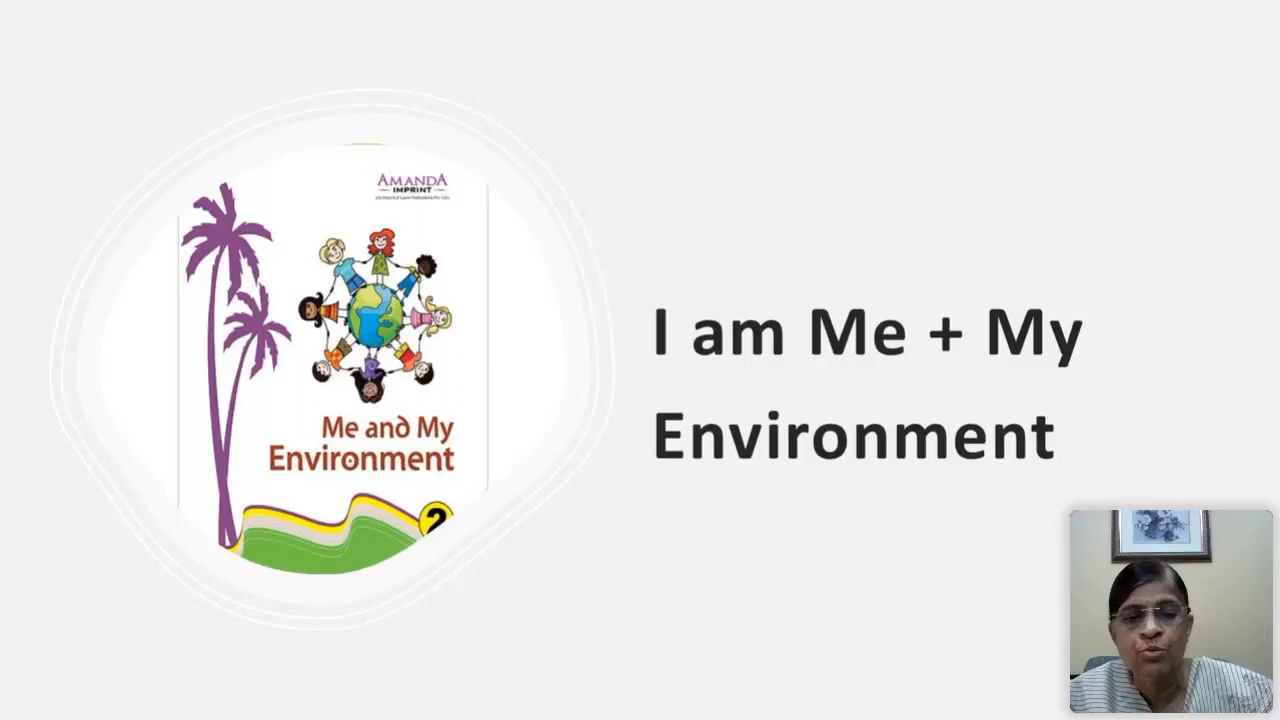 AMANDA
IMPRINT
Me and My
Environment
2
I am Me + My
Environment